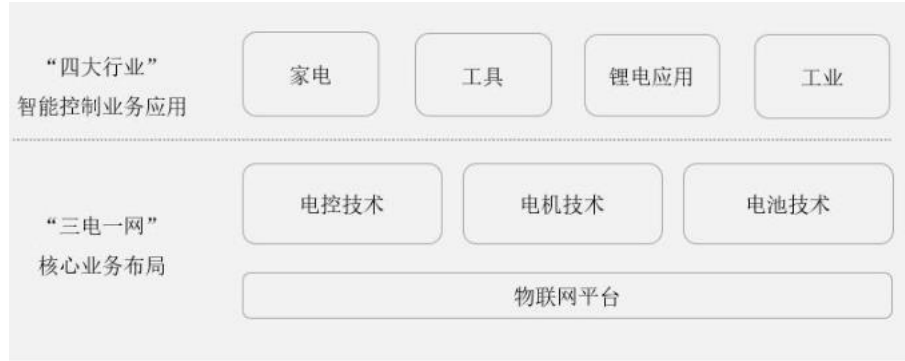 “四大行业”
智能控制业务应用
家电
工具
锂电应用
工业
“三电一网”
核心业务布局
电控技术
电机技术
电池技术
物联网平台